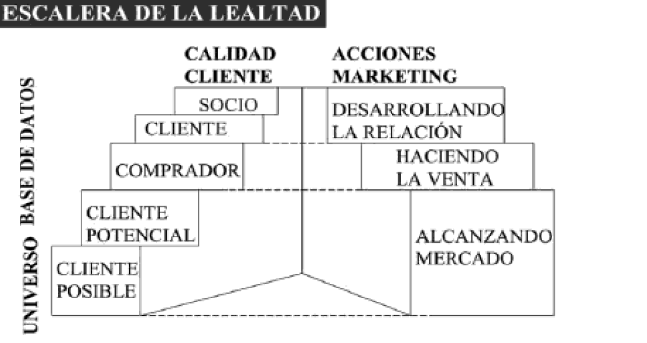 ESCALERA DE LA LEALTAD
CALIDAD
CLIENTE
ACCIONES
MARKETING
SOCIO
CLIENTE
COMPRADOR
CLIENTE
POTENCIAL
CLIENTE
POSIBLE
DESARROLLANDO
LA RELACIÓN
HACIENDO
LA VENTA
ALCANZANDO
MERCADO
UNIVERSO BASE DE DATOS